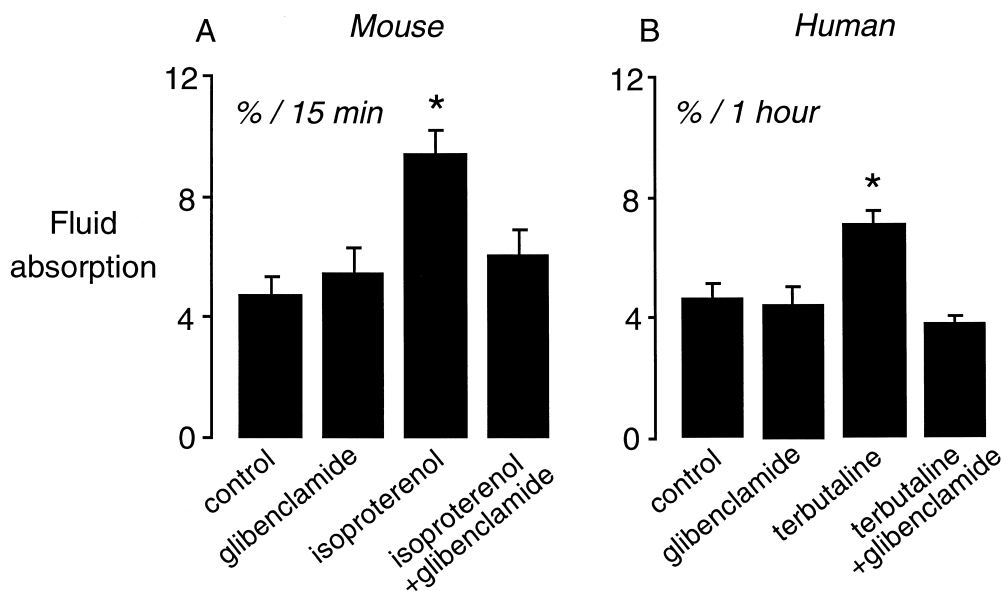 A
Mouse
B
Human
12
8
4
0
% / 15 min
*
12
8
4
0
% / 1 hour
*
Fluid
absorption
control
glibenclamide
isoproterenol
isoproterenol
+glibenclamide
control
glibenclamide
terbutaline
terbutaline
+glibenclamide